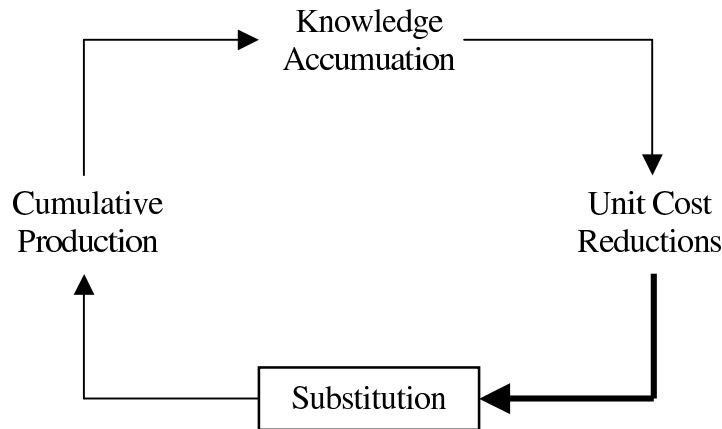 Knowledge
Accumuation
Cumulative
Production
Unit Cost
Reductions
Substitution